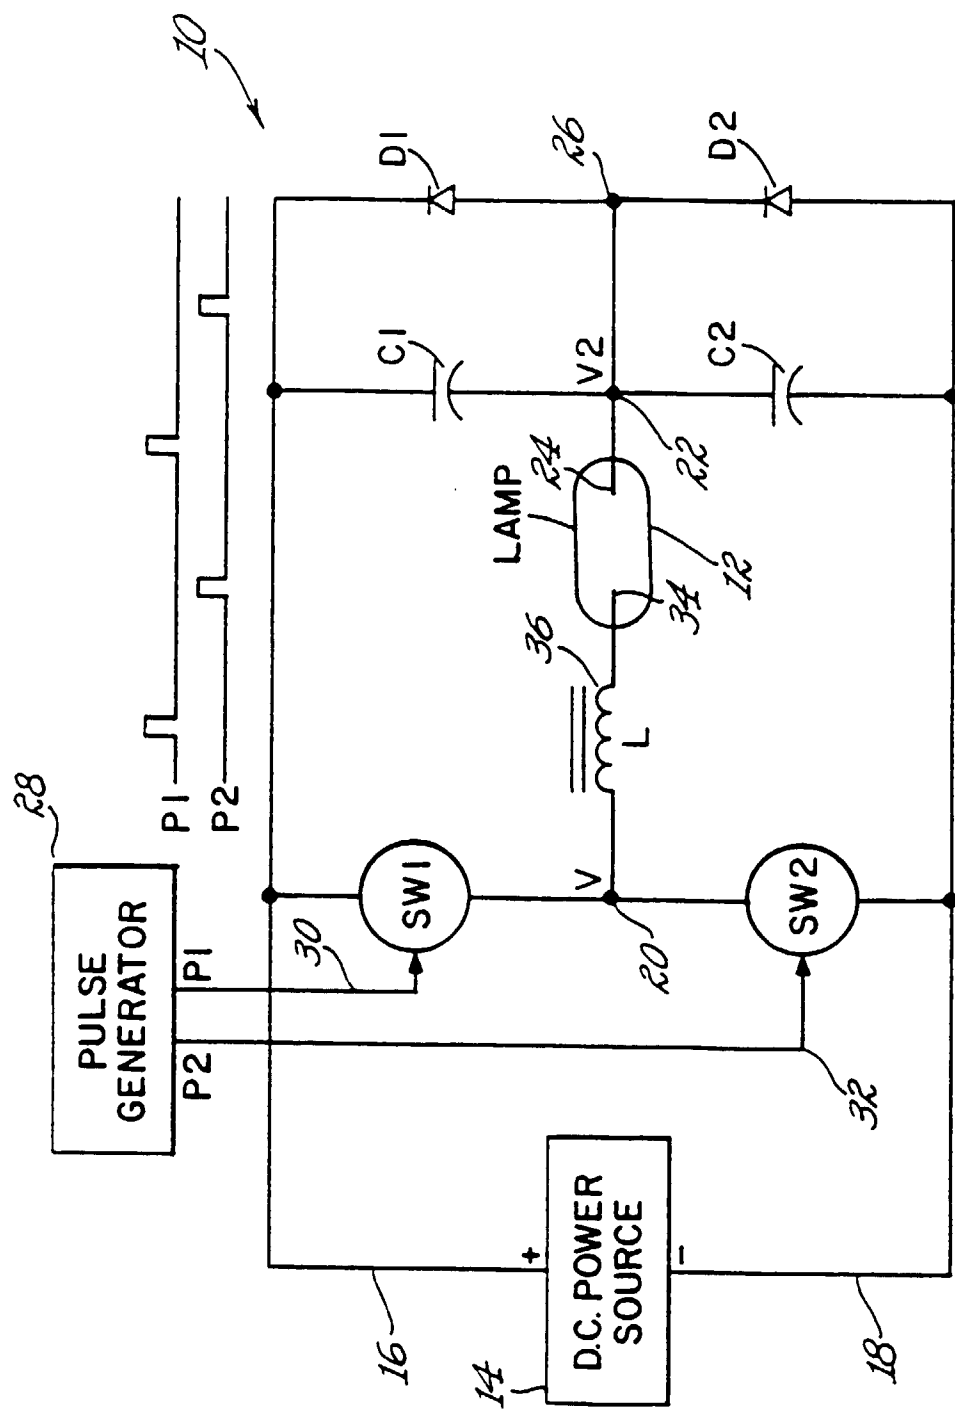 10
28
PULSE
GENERATOR
P1
P2
P1
P2
30
32
SW1
SW2
V
20
L
36
LAMP
34
24
12
V2
22
C1
C2
D1
D2
26
16
14
+
D.C. POWER
SOURCE
−
18